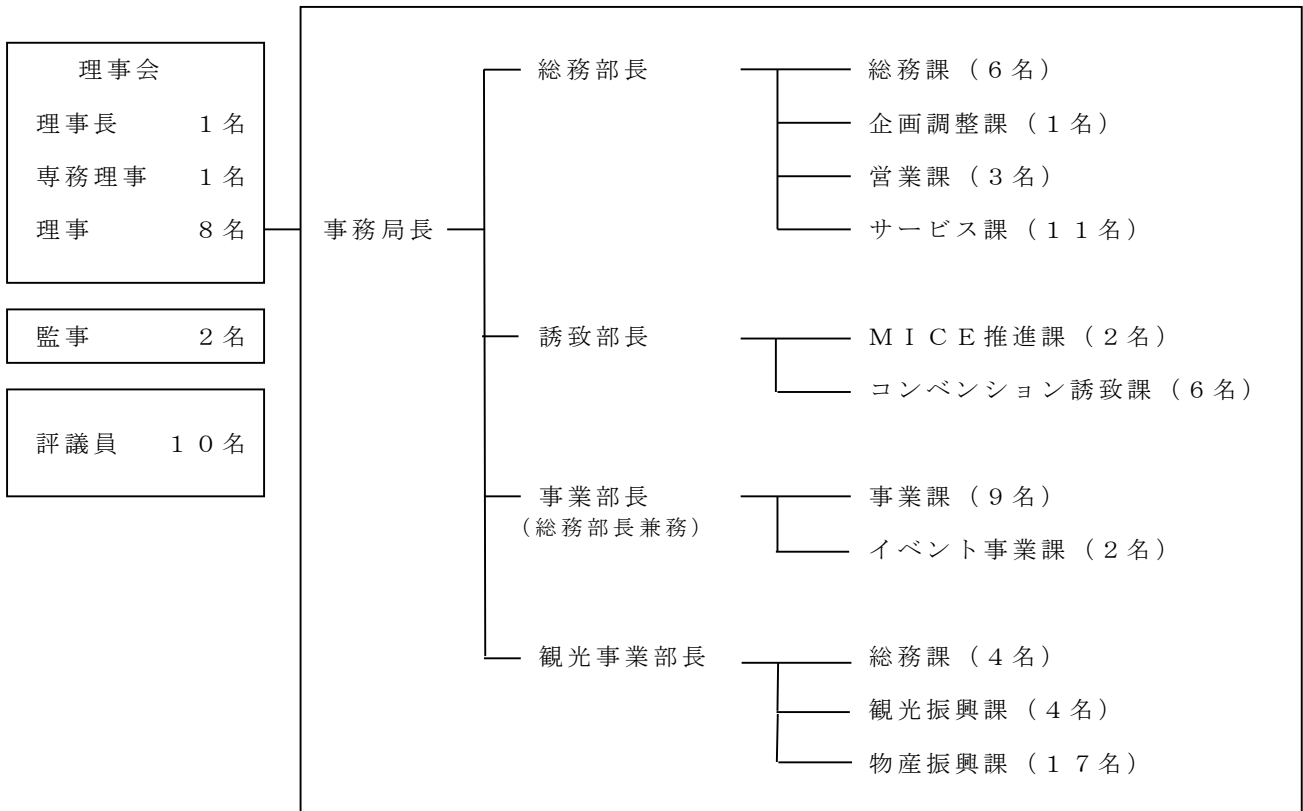 理事会
理事長 １名
専務理事 １名
理事 ８名
監事 ２名
評議員 １０名
事務局長
総務部長
総務課（６名）
企画調整課（１名）
営業課（３名）
サービス課（１１名）
誘致部長
ＭＩＣＥ推進課（２名）
コンベンション誘致課（６名）
事業部長
（総務部長兼務）
事業課（９名）
イベント事業課（２名）
観光事業部長
総務課（４名）
観光振興課（４名）
物産振興課（１７名）